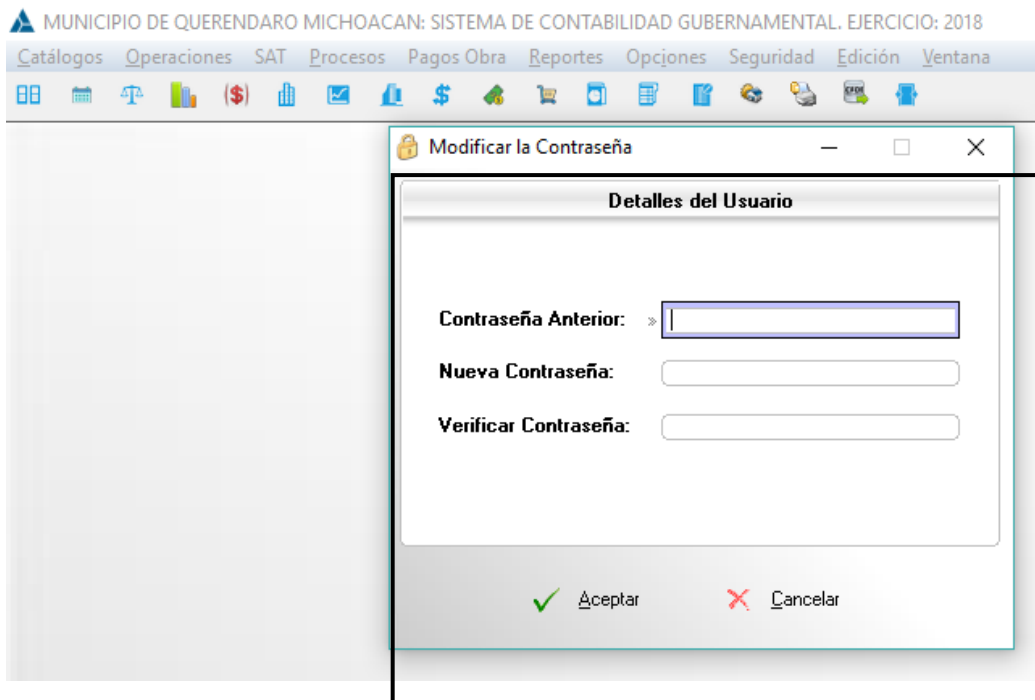 MUNICIPIO DE QUERENDARO MICHOACAN: SISTEMA DE CONTABILIDAD GUBERNAMENTAL. EJERCICIO: 2018
Catálogos Operaciones SAT Procesos Pagos Obra Reportes Opciones Seguridad Edición Ventana
($) $ CFDI
Modificar la Contraseña
Detalles del Usuario
Contraseña Anterior: »
Nueva Contraseña:
Verificar Contraseña:
Aceptar Cancelar